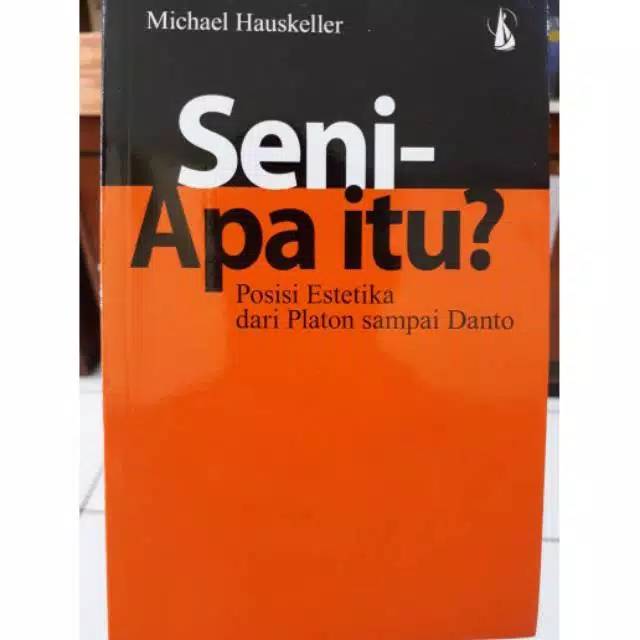 Michael Hauskeller
Seni-
Apa itu?
Posisi Estetika
dari Platon sampai Danto